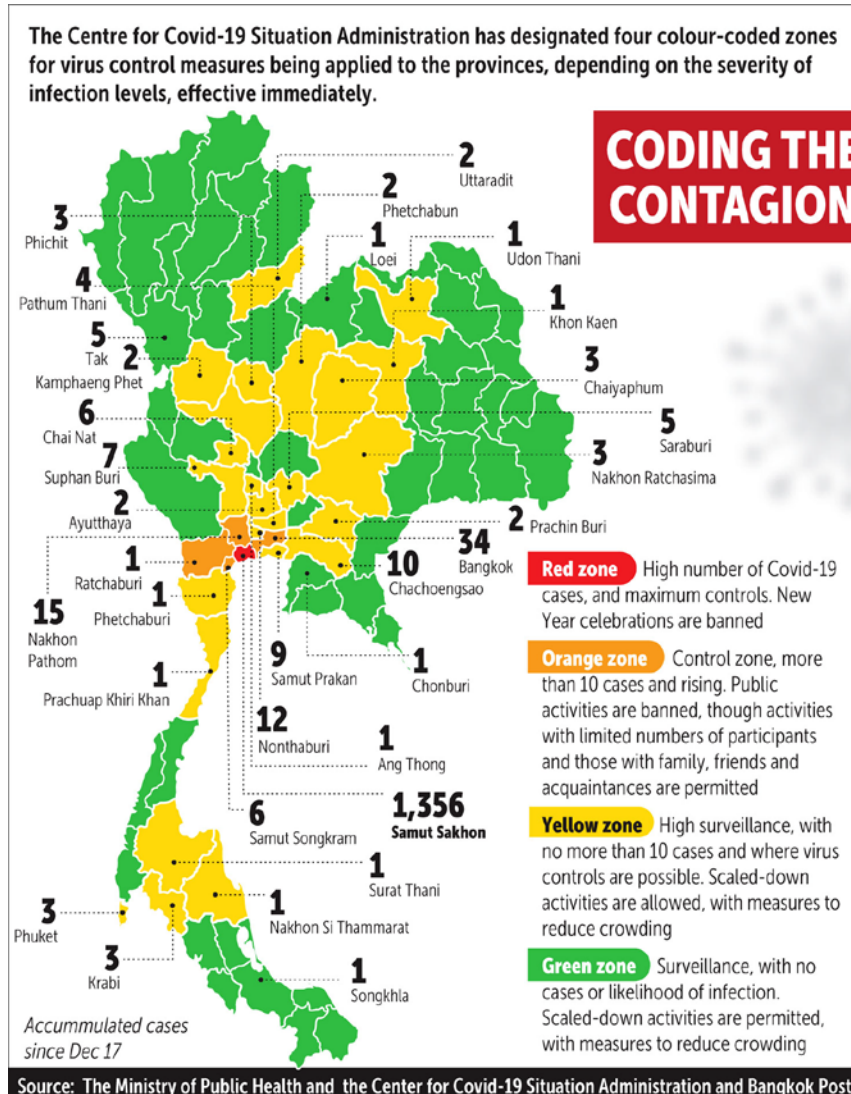 The Centre for Covid-19 Situation Administration has designated four colour-coded zones
for virus control measures being applied to the provinces, depending on the severity of
infection levels, effective immediately.
CODING THE
CONTAGION
2
Uttaradit
2
Phetchabun
3
Phichit
1
Loei
1
Udon Thani
4
Pathum Thani
1
Khon Kaen
5
Tak
2
Kamphaeng Phet
3
Chaiyaphum
6
Chai Nat
5
Saraburi
7
Suphan Buri
3
Nakhon Ratchasima
2
Ayutthaya
2 Prachin Buri
34
Bangkok
1
Ratchaburi
10
Chachoengsao
15
Nakhon
Pathom
1
Phetchaburi
9
Samut Prakan
1
Chonburi
1
Prachuap Khiri Khan
12
Nonthaburi
1
Ang Thong
6
Samut Songkram
1,356
Samut Sakhon
1
Surat Thani
1
Nakhon Si Thammarat
3
Phuket
3
Krabi
1
Songkhla
Red zone High number of Covid-19
cases, and maximum controls. New
Year celebrations are banned
Orange zone Control zone, more
than 10 cases and rising. Public
activities are banned, though activities
with limited numbers of participants
and those with family, friends and
acquaintances are permitted
Yellow zone High surveillance, with
no more than 10 cases and where virus
controls are possible. Scaled-down
activities are allowed, with measures to
reduce crowding
Green zone Surveillance, with no
cases or likelihood of infection.
Scaled-down activities are permitted,
with measures to reduce crowding
Accummulated cases
since Dec 17
Source: The Ministry of Public Health and the Center for Covid-19 Situation Administration and Bangkok Post